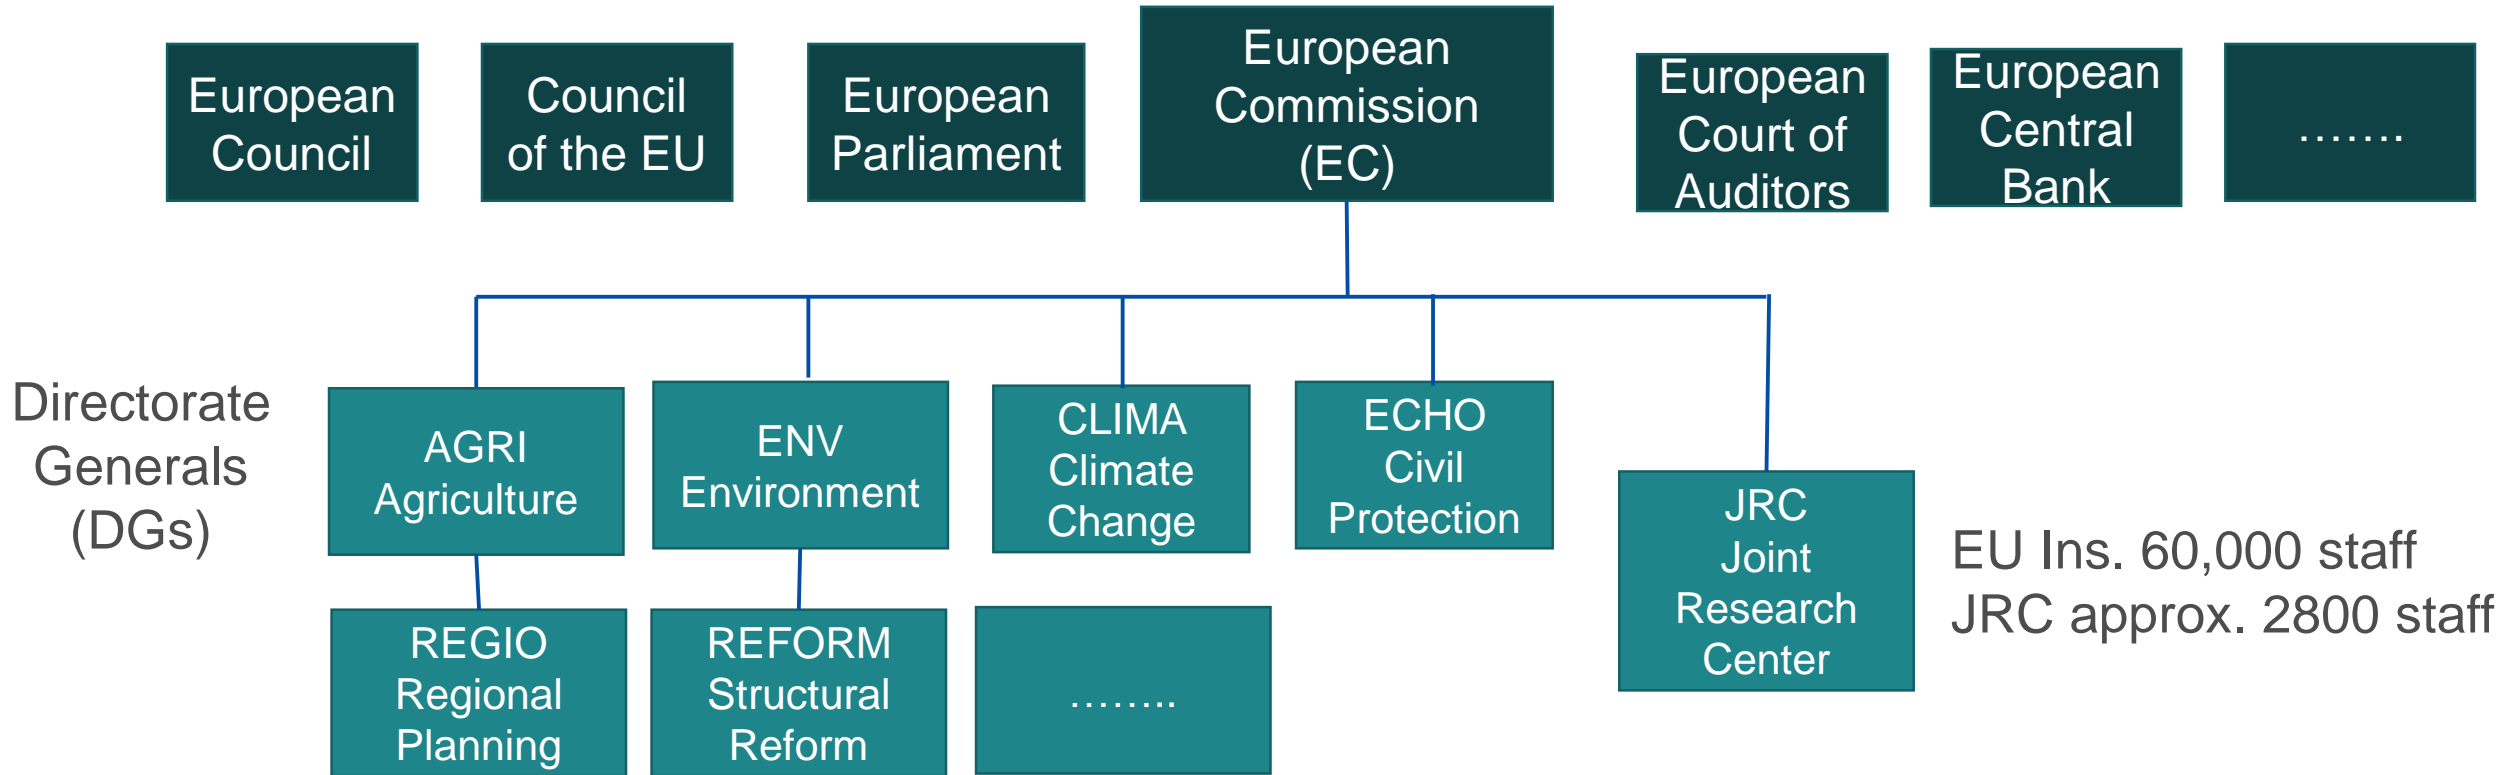 European
Council
Council
of the EU
European
Parliament
European
Commission
(EC)
European
Court of
Auditors
European
Central
Bank
…….
Directorate
Generals
(DGs)
AGRI
Agriculture
ENV
Environment
CLIMA
Climate
Change
ECHO
Civil
Protection
JRC
Joint
Research
Center
EU Ins. 60,000 staff
JRC approx. 2800 staff
REGIO
Regional
Planning
REFORM
Structural
Reform
……..